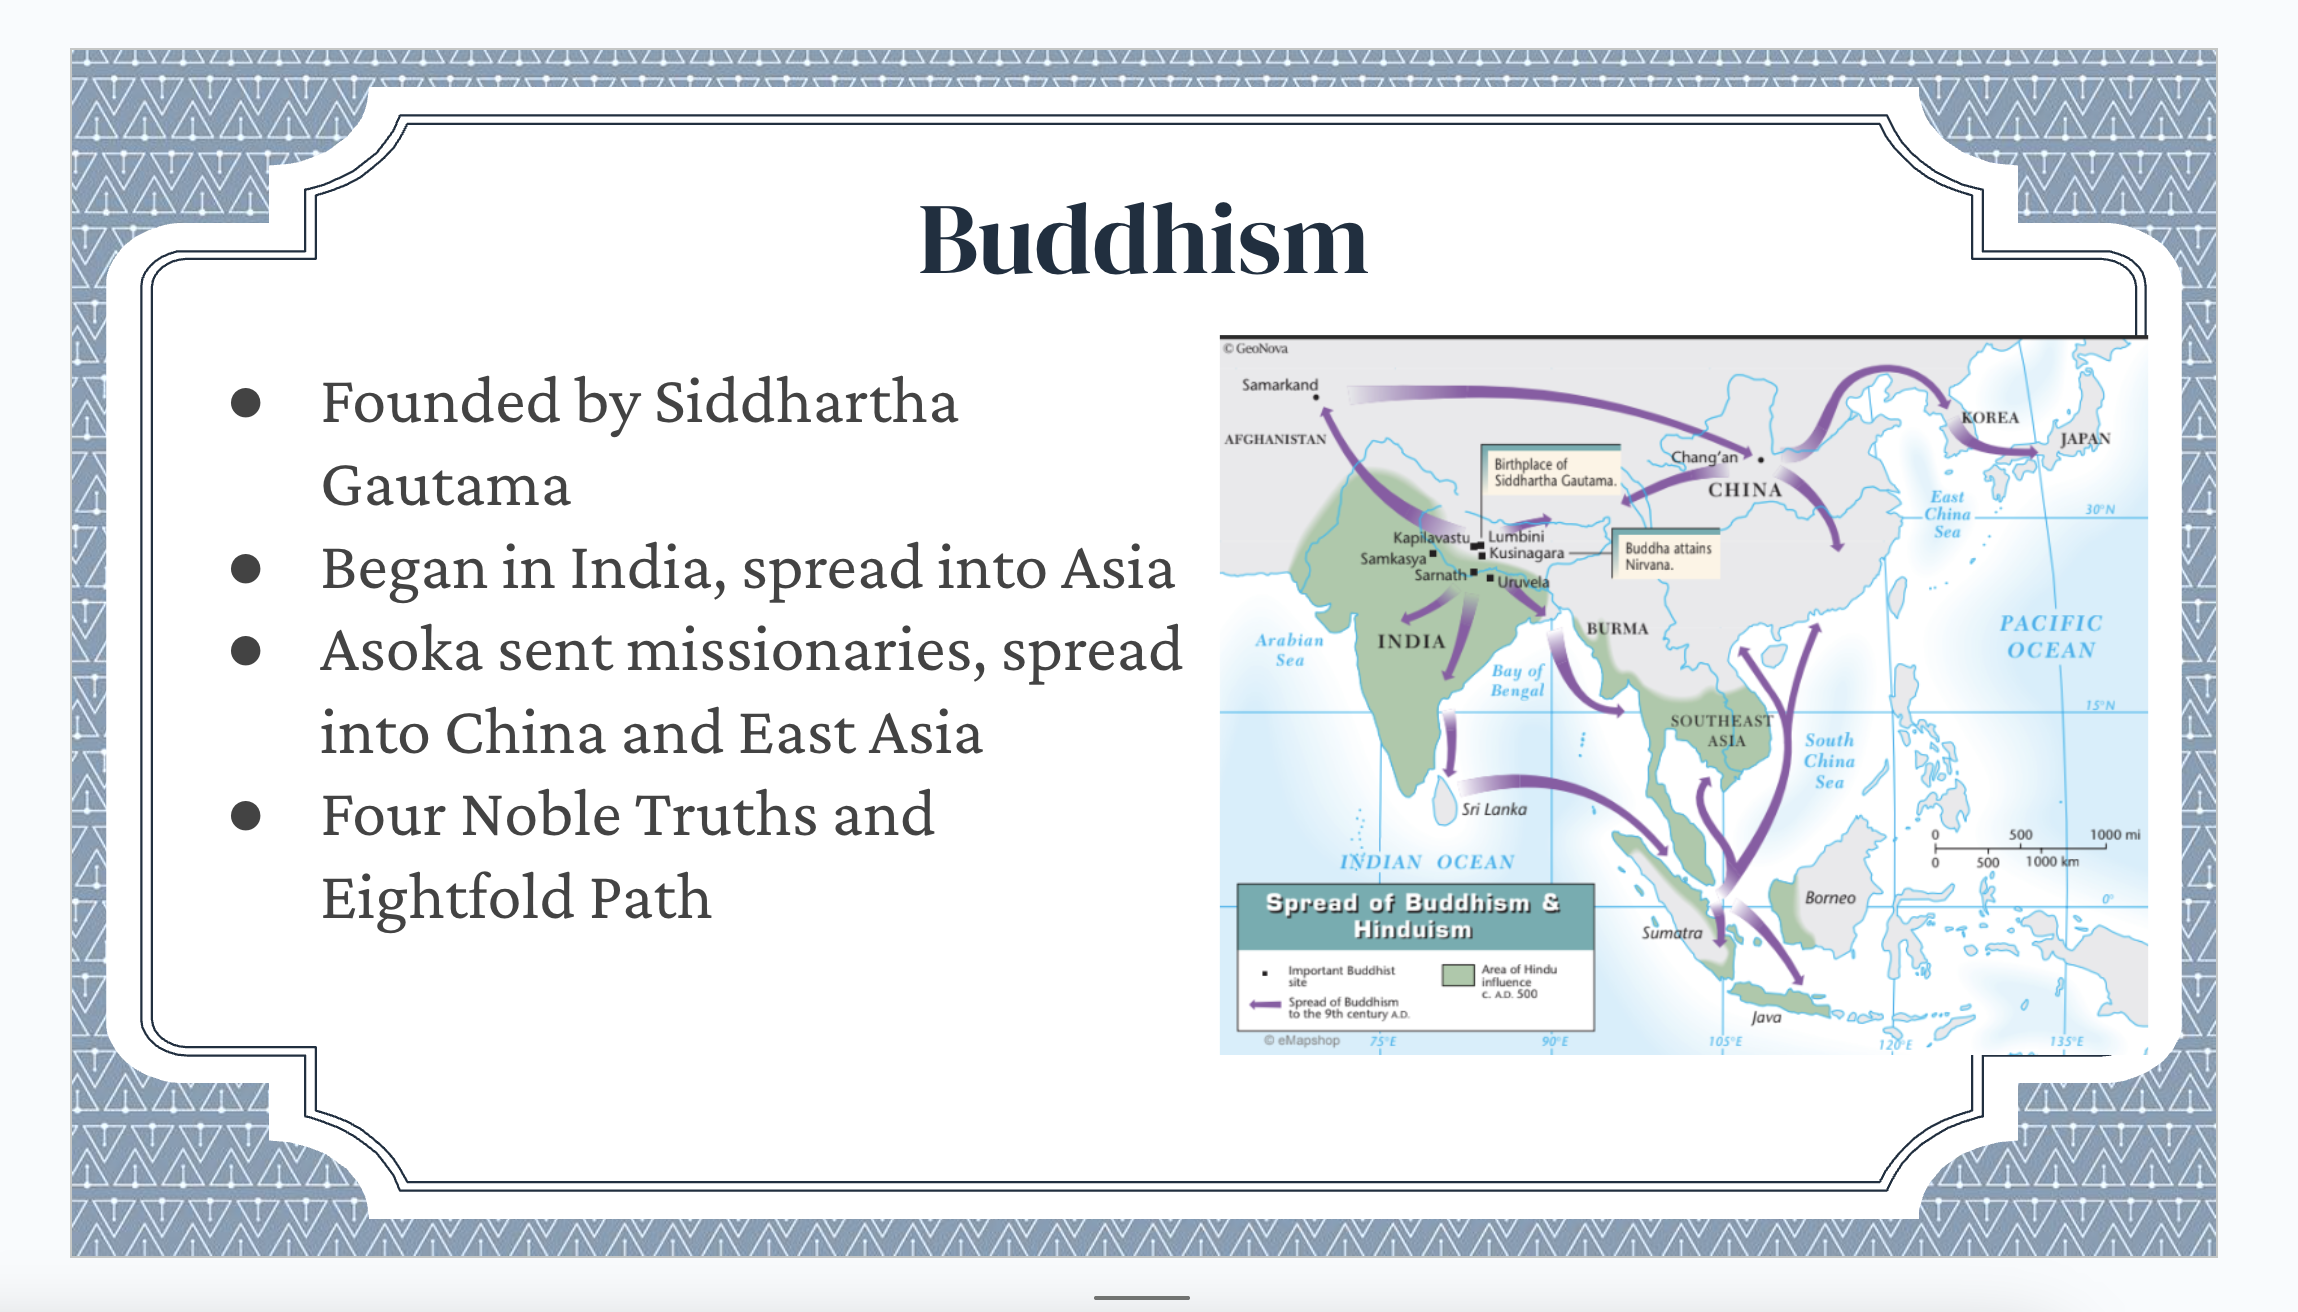 Buddhism
● Founded by Siddhartha
Gautama
● Began in India, spread into Asia
● Asoka sent missionaries, spread
into China and East Asia
● Four Noble Truths and
Eightfold Path
© GeoNova
Samarkand
AFGHANISTAN
Birthplace of
Siddhartha Gautama.
Chang'an
CHINA
KOREA
JAPAN
East
China
Sea
30°N
Kapilavastu
Lumbini
Kusinagara
Samkasya
Sarnath
Uruvela
Buddha attains
Nirvana.
Arabian
Sea
INDIA
BURMA
Bay of
Bengal
PACIFIC
OCEAN
15°N
SOUTHEAST
ASIA
South
China
Sea
Sri Lanka
INDIAN OCEAN
0 500 1000 mi
0 500 1000 km
Borneo
0°
Sumatra
Java
Spread of Buddhism &
Hinduism
Important Buddhist
site
Spread of Buddhism
to the 9th century A.D.
Area of Hindu
influence
c. A.D. 500
© eMapshop
75°E
90°E
105°E
120°E
135°E